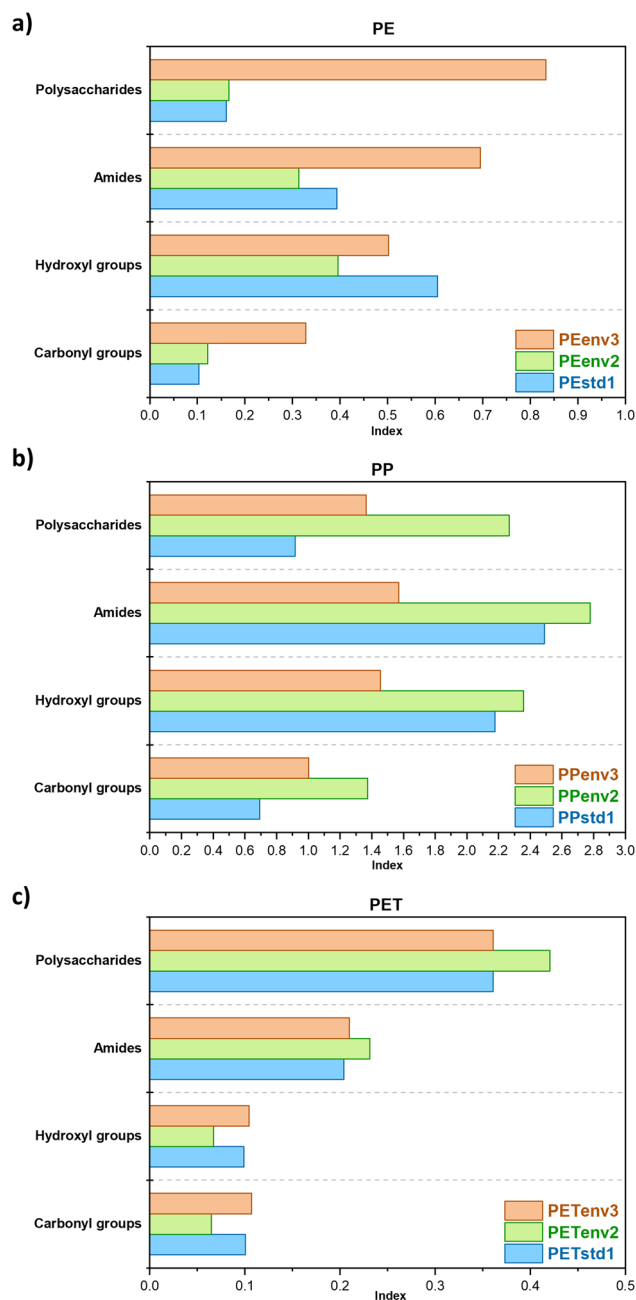 a)
PE
Polysaccharides
Amides
Hydroxyl groups
Carbonyl groups
PEenv3
PEenv2
PEstd1
0.0 0.1 0.2 0.3 0.4 0.5 0.6 0.7 0.8 0.9 1.0
Index
b)
PP
Polysaccharides
Amides
Hydroxyl groups
Carbonyl groups
PPenv3
PPenv2
PPstd1
0.0 0.2 0.4 0.6 0.8 1.0 1.2 1.4 1.6 1.8 2.0 2.2 2.4 2.6 2.8 3.0
Index
c)
PET
Polysaccharides
Amides
Hydroxyl groups
Carbonyl groups
PETenv3
PETenv2
PETstd1
0.0 0.1 0.2 0.3 0.4 0.5
Index